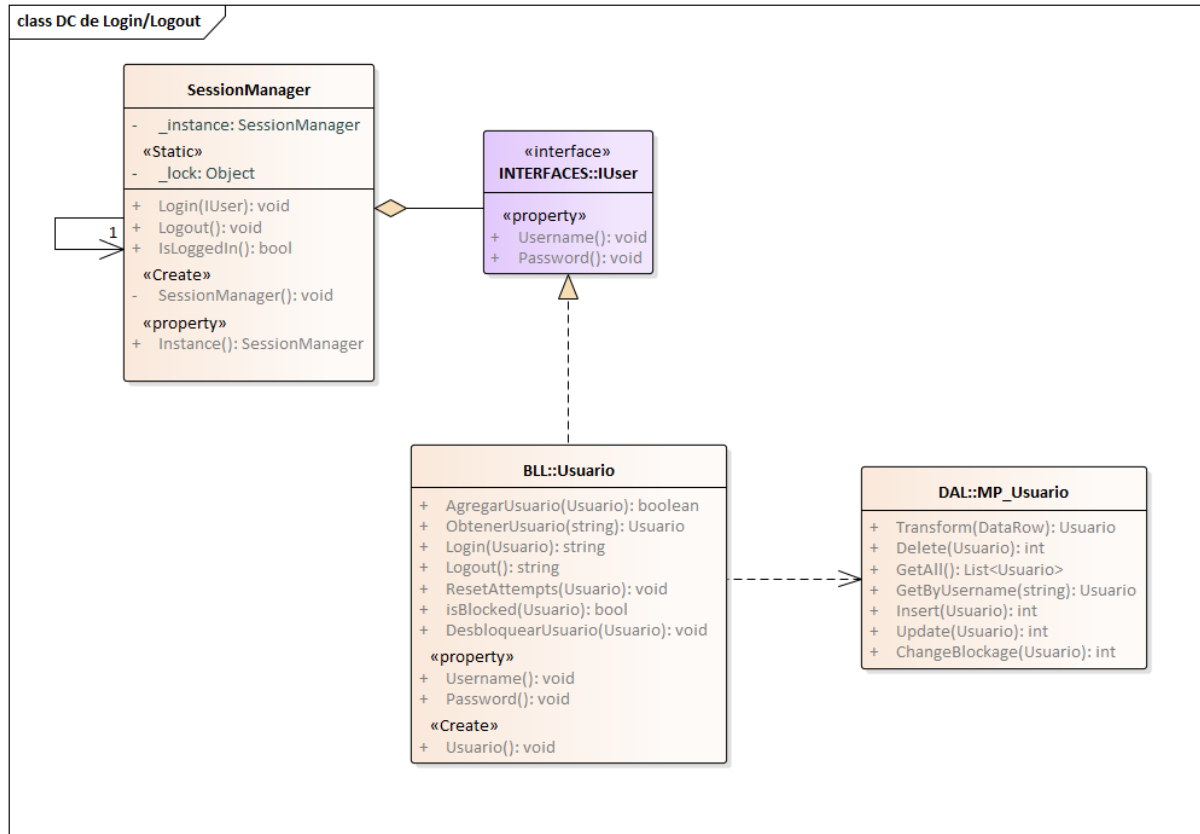 class DC de Login/Logout
SessionManager
- _instance: SessionManager
«Static»
- _lock: Object
+ Login(IUser): void
+ Logout(): void
+ IsLoggedIn(): bool
«Create»
- SessionManager(): void
«property»
+ Instance(): SessionManager
1
«interface»
INTERFACES::IUser
«property»
+ Username(): void
+ Password(): void
BLL::Usuario
+ AgregarUsuario(Usuario): boolean
+ ObtenerUsuario(string): Usuario
+ Login(Usuario): string
+ Logout(): string
+ ResetAttempts(Usuario): void
+ isBlocked(Usuario): bool
+ DesbloquearUsuario(Usuario): void
«property»
+ Username(): void
+ Password(): void
«Create»
+ Usuario(): void
DAL::MP_Usuario
+ Transform(DataRow): Usuario
+ Delete(Usuario): int
+ GetAll(): List<Usuario>
+ GetByUsername(string): Usuario
+ Insert(Usuario): int
+ Update(Usuario): int
+ ChangeBlockage(Usuario): int